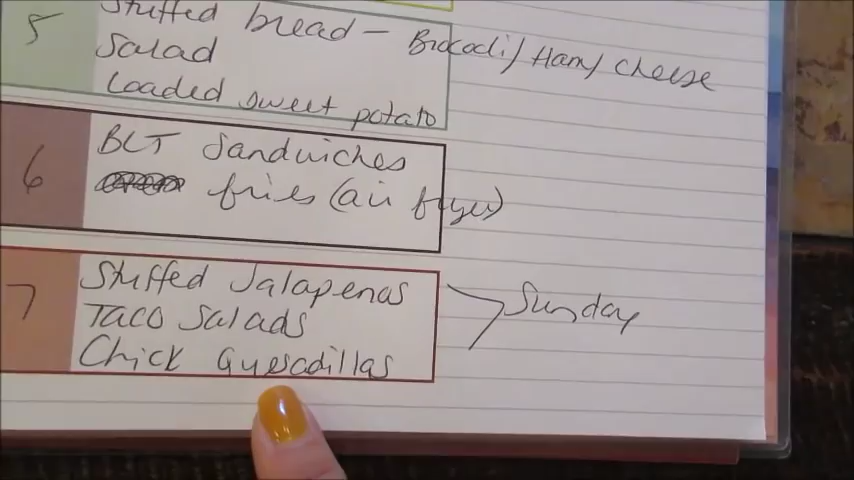 5 Stuffed bread - Brocoli/Ham/cheese
Salad
Loaded sweet potato
6 BLT Sandwiches
fries (air fryer)
7 Stuffed Jalapenas
Taco Salads
Chick Quesadillas
Sunday